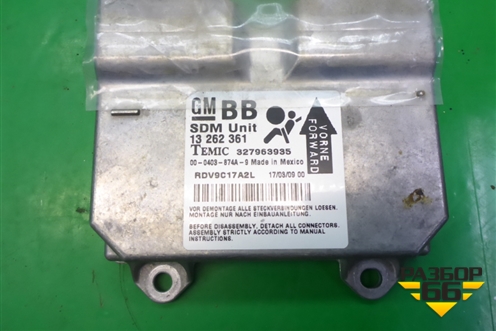 GM BB
SDM Unit
13 262 361
TEMIC 327963935
00-0403-874A-9 Made in Mexico
RDV9C17A2L 17/03/09 00
VORNE
FORWARD
VOR DEMONTAGE ALLE STECKVERBINDUNGEN LOESEN.
MONTAGE NUR NACH EINBAUANLEITUNG!
BEFORE DISASSEMBLY, DETACH ALL CONNECTORS.
ASSEMBLY STRICTLY ACCORDING TO MANUAL
INSTRUCTIONS.
РАЗБОР
66